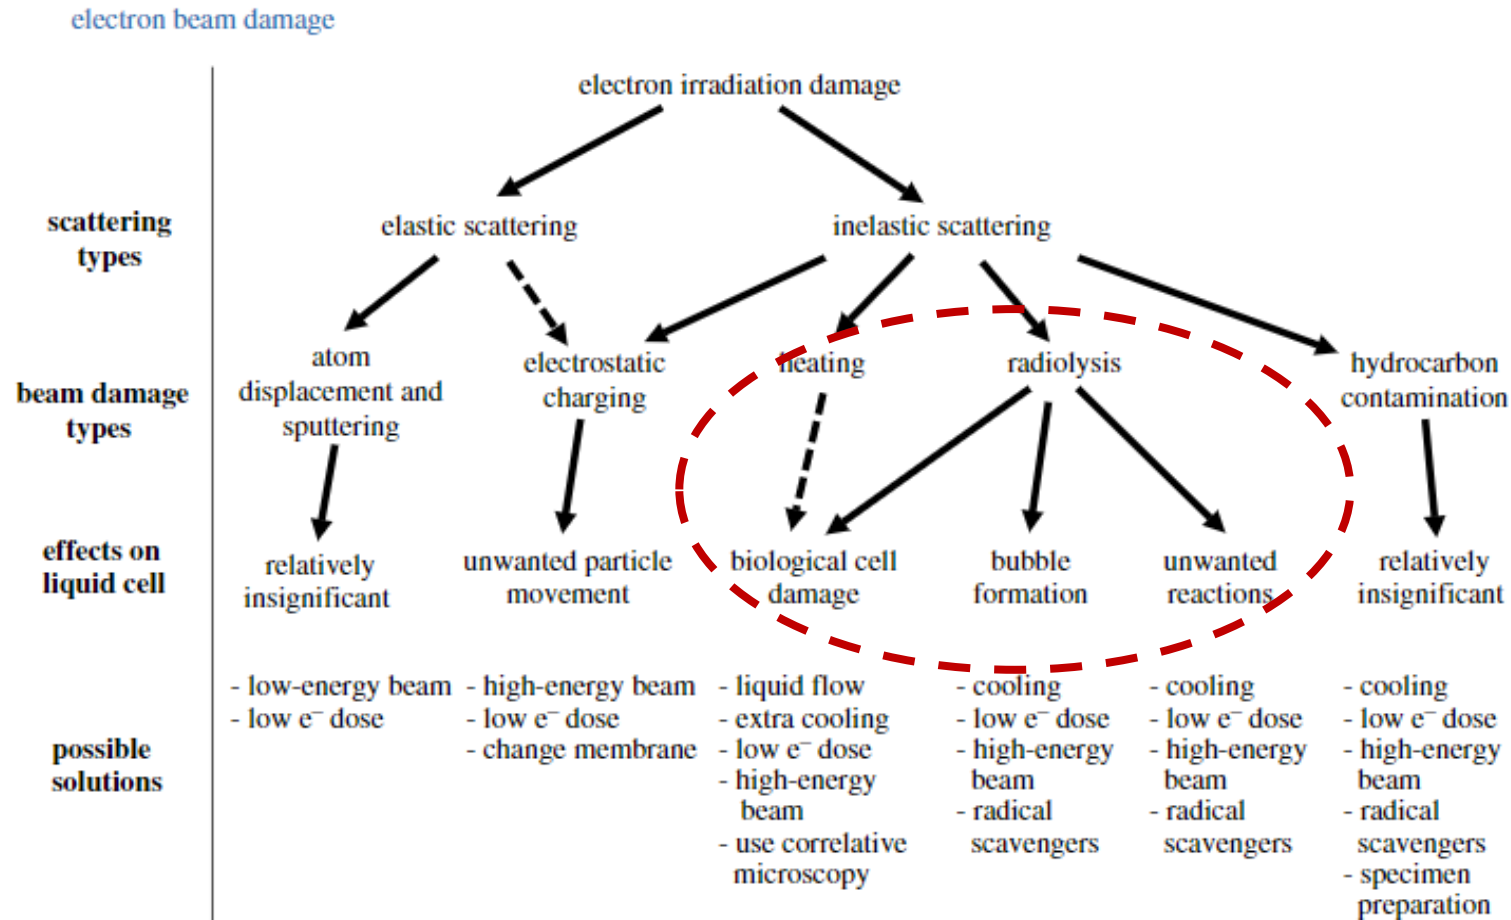 electron beam damage
electron irradiation damage
scattering
types
elastic scattering
inelastic scattering
beam damage
types
atom
displacement and
sputtering
electrostatic
charging
heating
radiolysis
hydrocarbon
contamination
effects on
liquid cell
relatively
insignificant
unwanted particle
movement
biological cell
damage
bubble
formation
unwanted
reactions
relatively
insignificant
possible
solutions
- low-energy beam
- low e⁻ dose
- high-energy beam
- low e⁻ dose
- change membrane
- liquid flow
- extra cooling
- low e⁻ dose
- high-energy
beam
- use correlative
microscopy
- cooling
- low e⁻ dose
- high-energy
beam
- radical
scavengers
- cooling
- low e⁻ dose
- high-energy
beam
- radical
scavengers
- cooling
- low e⁻ dose
- high-energy
beam
- radical
scavengers
- specimen
preparation